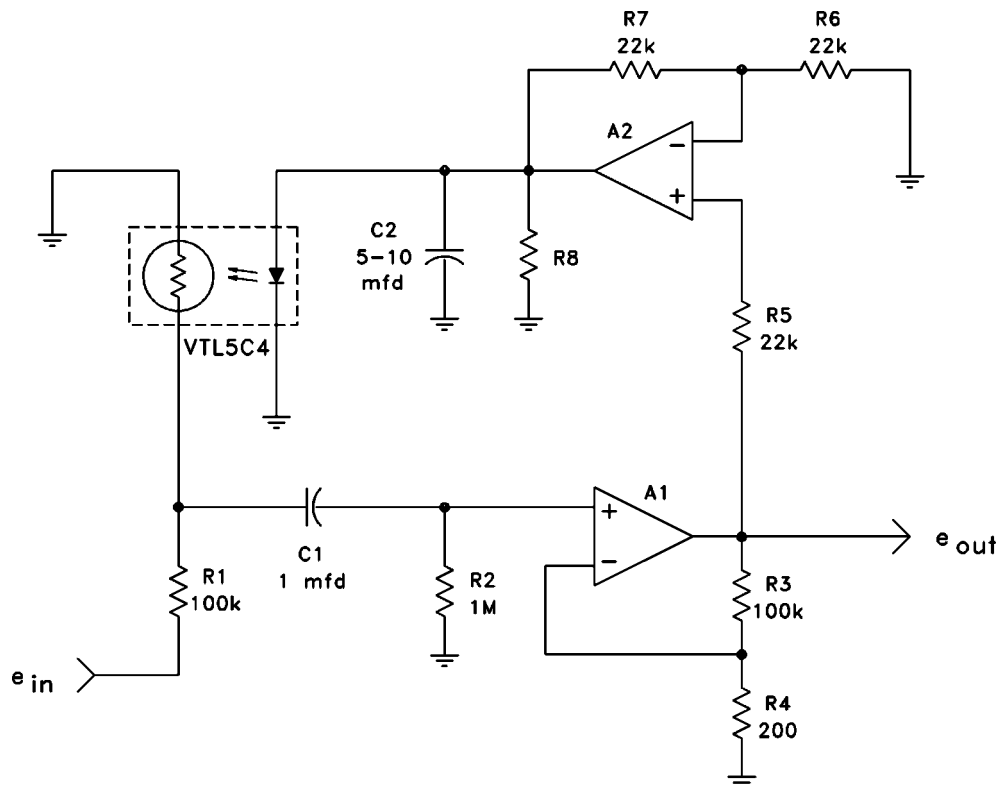 R7
22k
R6
22k
A2
−
+
C2
5-10
mfd
R8
R5
22k
VTL5C4
A1
+
−
C1
1 mfd
R1
100k
R2
1M
R3
100k
e out
e in
R4
200